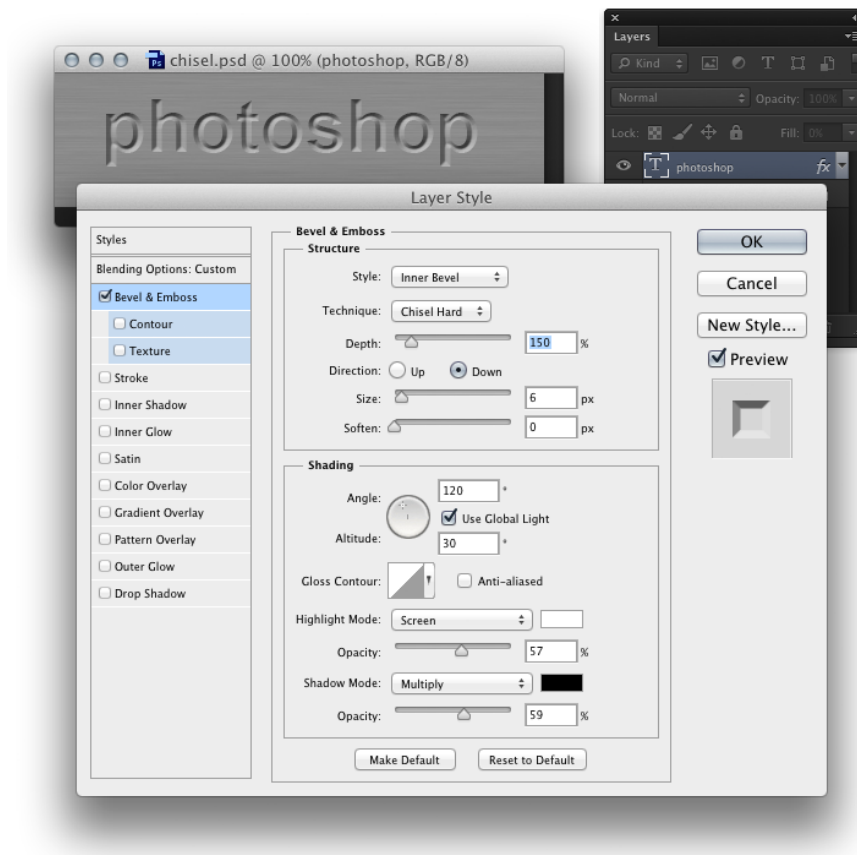 Layers
chisel.psd @ 100% (photoshop, RGB/8)
Kind
photoshop
Normal Opacity: 100%
Lock: Fill: 0%
photoshop fx
Layer Style
Styles
Blending Options: Custom
Bevel & Emboss
Contour
Texture
Stroke
Inner Shadow
Inner Glow
Satin
Color Overlay
Gradient Overlay
Pattern Overlay
Outer Glow
Drop Shadow
Bevel & Emboss
Structure
Style: Inner Bevel
Technique: Chisel Hard
Depth: 150 %
Direction: Up Down
Size: 6 px
Soften: 0 px
Shading
Angle: 120 °
Use Global Light
Altitude: 30 °
Gloss Contour: Anti-aliased
Highlight Mode: Screen
Opacity: 57 %
Shadow Mode: Multiply
Opacity: 59 %
Make Default Reset to Default
OK
Cancel
New Style...
Preview